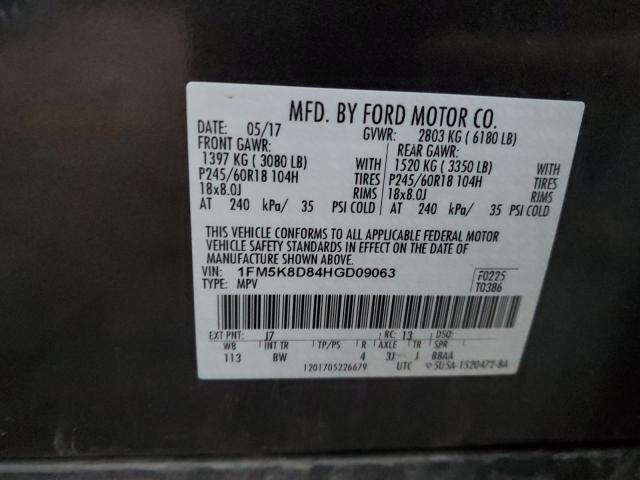 MFD. BY FORD MOTOR CO.
DATE: 05/17 GVWR: 2803 KG ( 6180 LB)
FRONT GAWR: REAR GAWR:
1397 KG ( 3080 LB) WITH 1520 KG ( 3350 LB) WITH
P245/60R18 104H TIRES P245/60R18 104H TIRES
18x8.0J RIMS 18x8.0J RIMS
AT 240 kPa/ 35 PSI COLD AT 240 kPa/ 35 PSI COLD
THIS VEHICLE CONFORMS TO ALL APPLICABLE FEDERAL MOTOR
VEHICLE SAFETY STANDARDS IN EFFECT ON THE DATE OF
MANUFACTURE SHOWN ABOVE.
VIN: 1FM5K8D84HGD09063 F0225
TYPE: MPV T0386
EXT PNT: J7 RC: 13 DSO:
WB INT TR TP/PS R AXLE TR SPR
113 BW 4 3J J BBAA
1201705226679 UTC 5U5A-1520472-BA